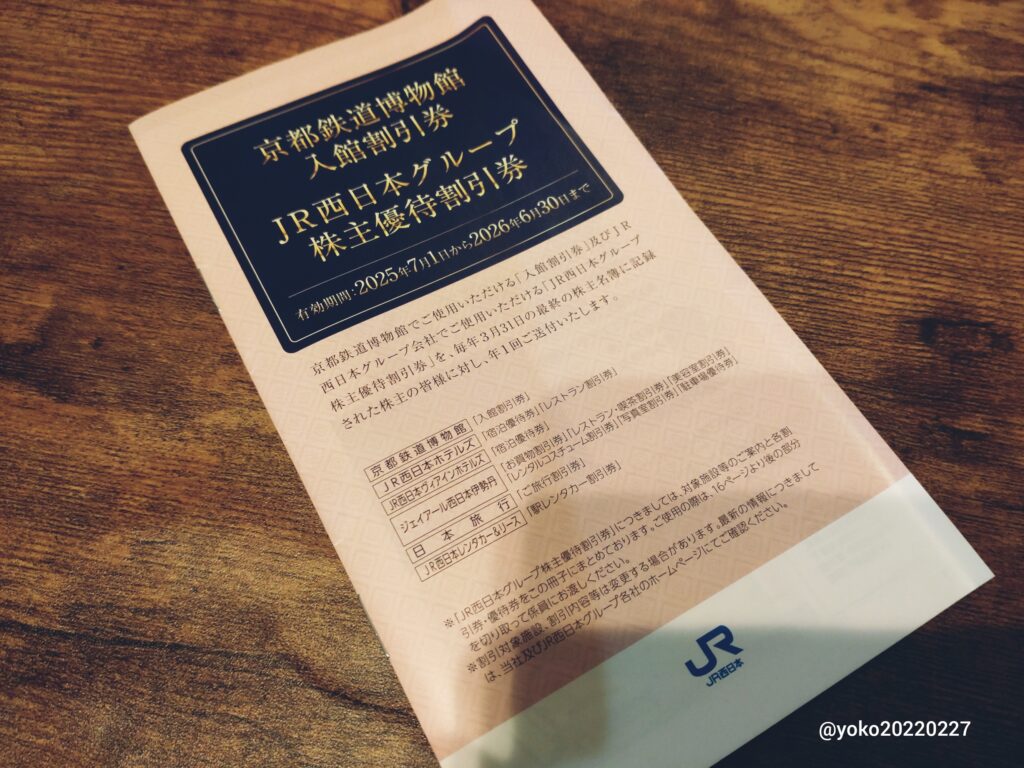 京都鉄道博物館
入館割引券
JR西日本グループ
株主優待割引券
有効期間：2025年7月1日から2026年6月30日まで
京都鉄道博物館でご使用いただける「入館割引券」及びJR
西日本グループ会社でご使用いただける「JR西日本グループ
株主優待割引券」を、毎年3月31日の最終の株主名簿に記録
された株主の皆様に対し、年1回ご送付いたします。
京都鉄道博物館「入館割引券」
JR西日本ホテルズ「宿泊優待券」「レストラン割引券」
JR西日本ヴィアインホテルズ「宿泊優待券」
ジェイアール西日本伊勢丹「お買物割引券」「レストラン・喫茶割引券」「美容室割引券」
「レンタルコスチューム割引券」「写真室割引券」「駐車場優待券」
日本旅行「ご旅行割引券」
JR西日本レンタカー&リース「駅レンタカー割引券」
※「JR西日本グループ株主優待割引券」につきましては、対象施設等のご案内と各割
引券・優待券をこの冊子にまとめております。ご使用の際は、16ページより後の部分
を切り取って係員にお渡しください。
※割引対象施設、割引内容等は変更する場合があります。最新の情報につきまして
は、当社及びJR西日本グループ各社のホームページにてご確認ください。
JR
JR西日本
@yoko20220227